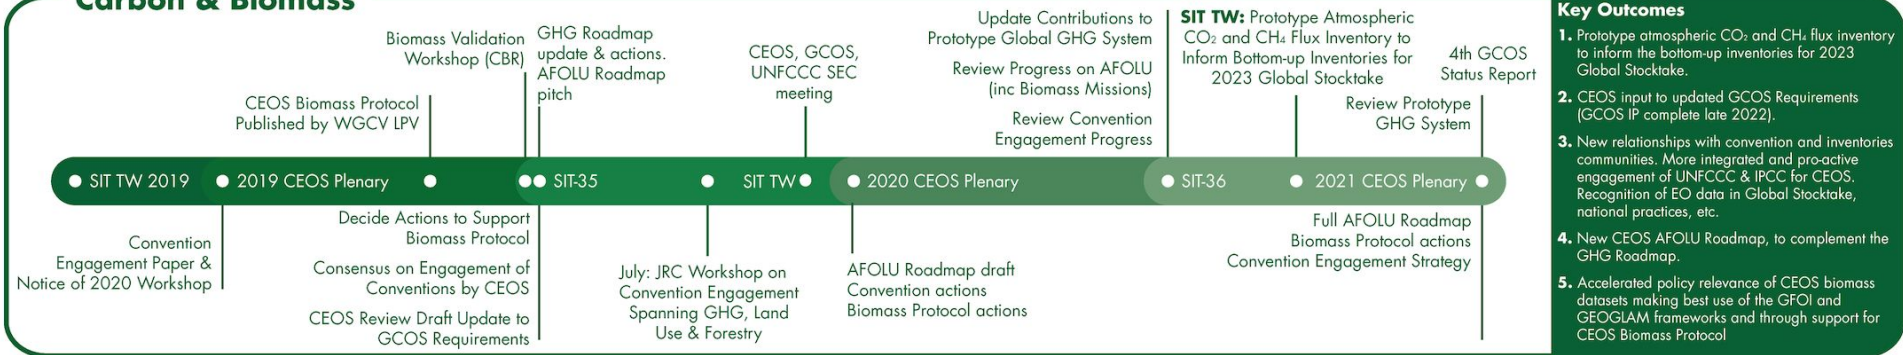 Carbon & Biomass
Biomass Validation
Workshop (CBR)
GHG Roadmap
update & actions.
AFOLU Roadmap
pitch
CEOS Biomass Protocol
Published by WGCV LPV
CEOS, GCOS,
UNFCCC SEC
meeting
Update Contributions to
Prototype Global GHG System
Review Progress on AFOLU
(inc Biomass Missions)
Review Convention
Engagement Progress
SIT TW: Prototype Atmospheric
CO₂ and CH₄ Flux Inventory to
Inform Bottom-up Inventories for
2023 Global Stocktake
4th GCOS
Status Report
Review Prototype
GHG System
SIT TW 2019
2019 CEOS Plenary
SIT-35
SIT TW
2020 CEOS Plenary
SIT-36
2021 CEOS Plenary
Convention
Engagement Paper &
Notice of 2020 Workshop
Decide Actions to Support
Biomass Protocol
Consensus on Engagement of
Conventions by CEOS
CEOS Review Draft Update to
GCOS Requirements
July: JRC Workshop on
Convention Engagement
Spanning GHG, Land
Use & Forestry
AFOLU Roadmap draft
Convention actions
Biomass Protocol actions
Full AFOLU Roadmap
Biomass Protocol actions
Convention Engagement Strategy
Key Outcomes
1. Prototype atmospheric CO₂ and CH₄ flux inventory
to inform the bottom-up inventories for 2023
Global Stocktake.
2. CEOS input to updated GCOS Requirements
(GCOS IP complete late 2022).
3. New relationships with convention and inventories
communities. More integrated and pro-active
engagement of UNFCCC & IPCC for CEOS.
Recognition of EO data in Global Stocktake,
national practices, etc.
4. New CEOS AFOLU Roadmap, to complement the
GHG Roadmap.
5. Accelerated policy relevance of CEOS biomass
datasets making best use of the GFOI and
GEOGLAM frameworks and through support for
CEOS Biomass Protocol